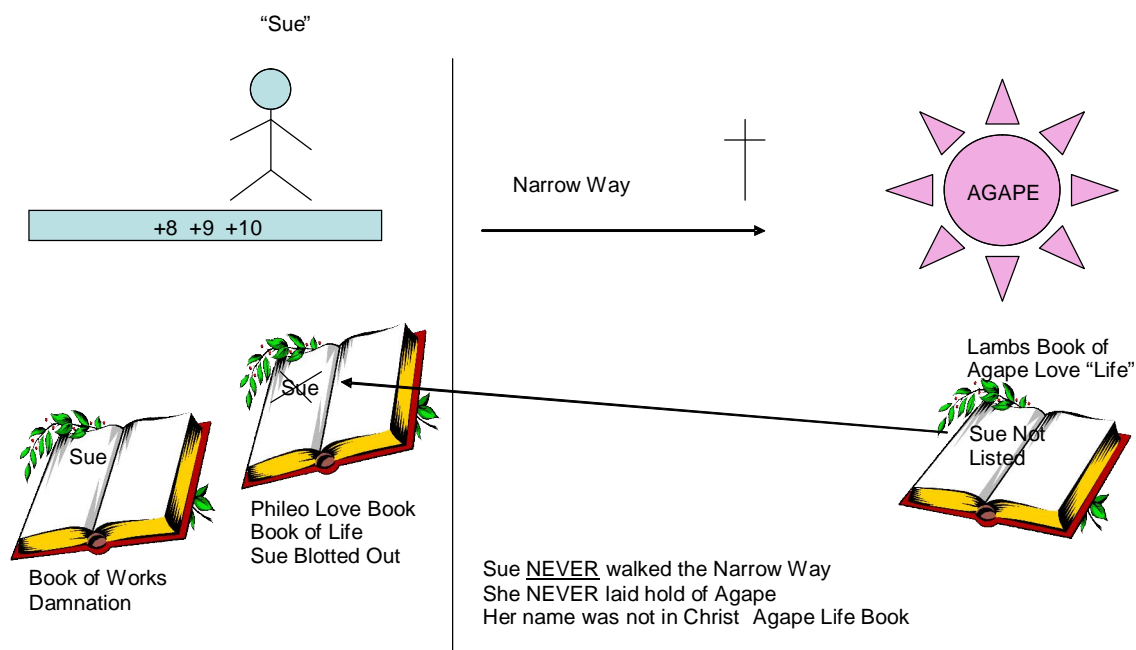 “Sue”
+8 +9 +10
Narrow Way
AGAPE
Sue
Sue
Phileo Love Book
Book of Life
Sue Blotted Out
Book of Works
Damnation
Lambs Book of
Agape Love “Life”
Sue Not
Listed
Sue NEVER walked the Narrow Way
She NEVER laid hold of Agape
Her name was not in Christ Agape Life Book